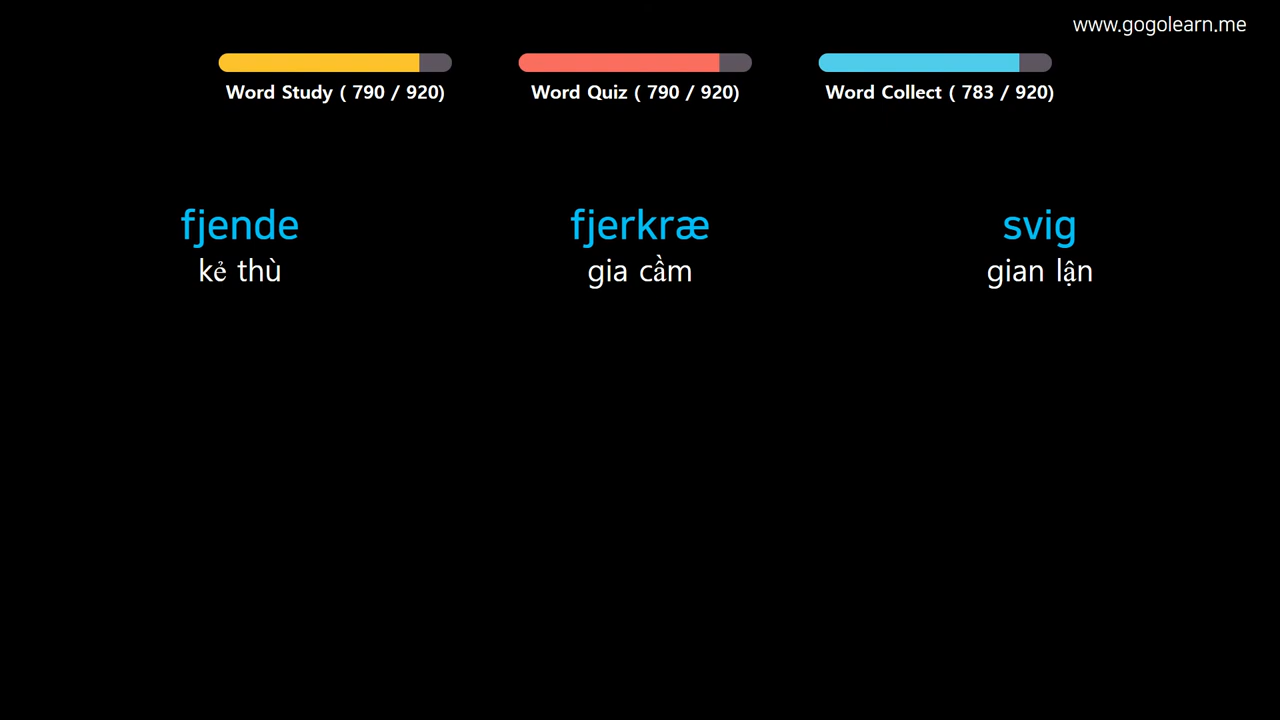 www.gogolearn.me
Word Study ( 790 / 920)
Word Quiz ( 790 / 920)
Word Collect ( 783 / 920)
fjende
kẻ thù
fjerkræ
gia cầm
svig
gian lận